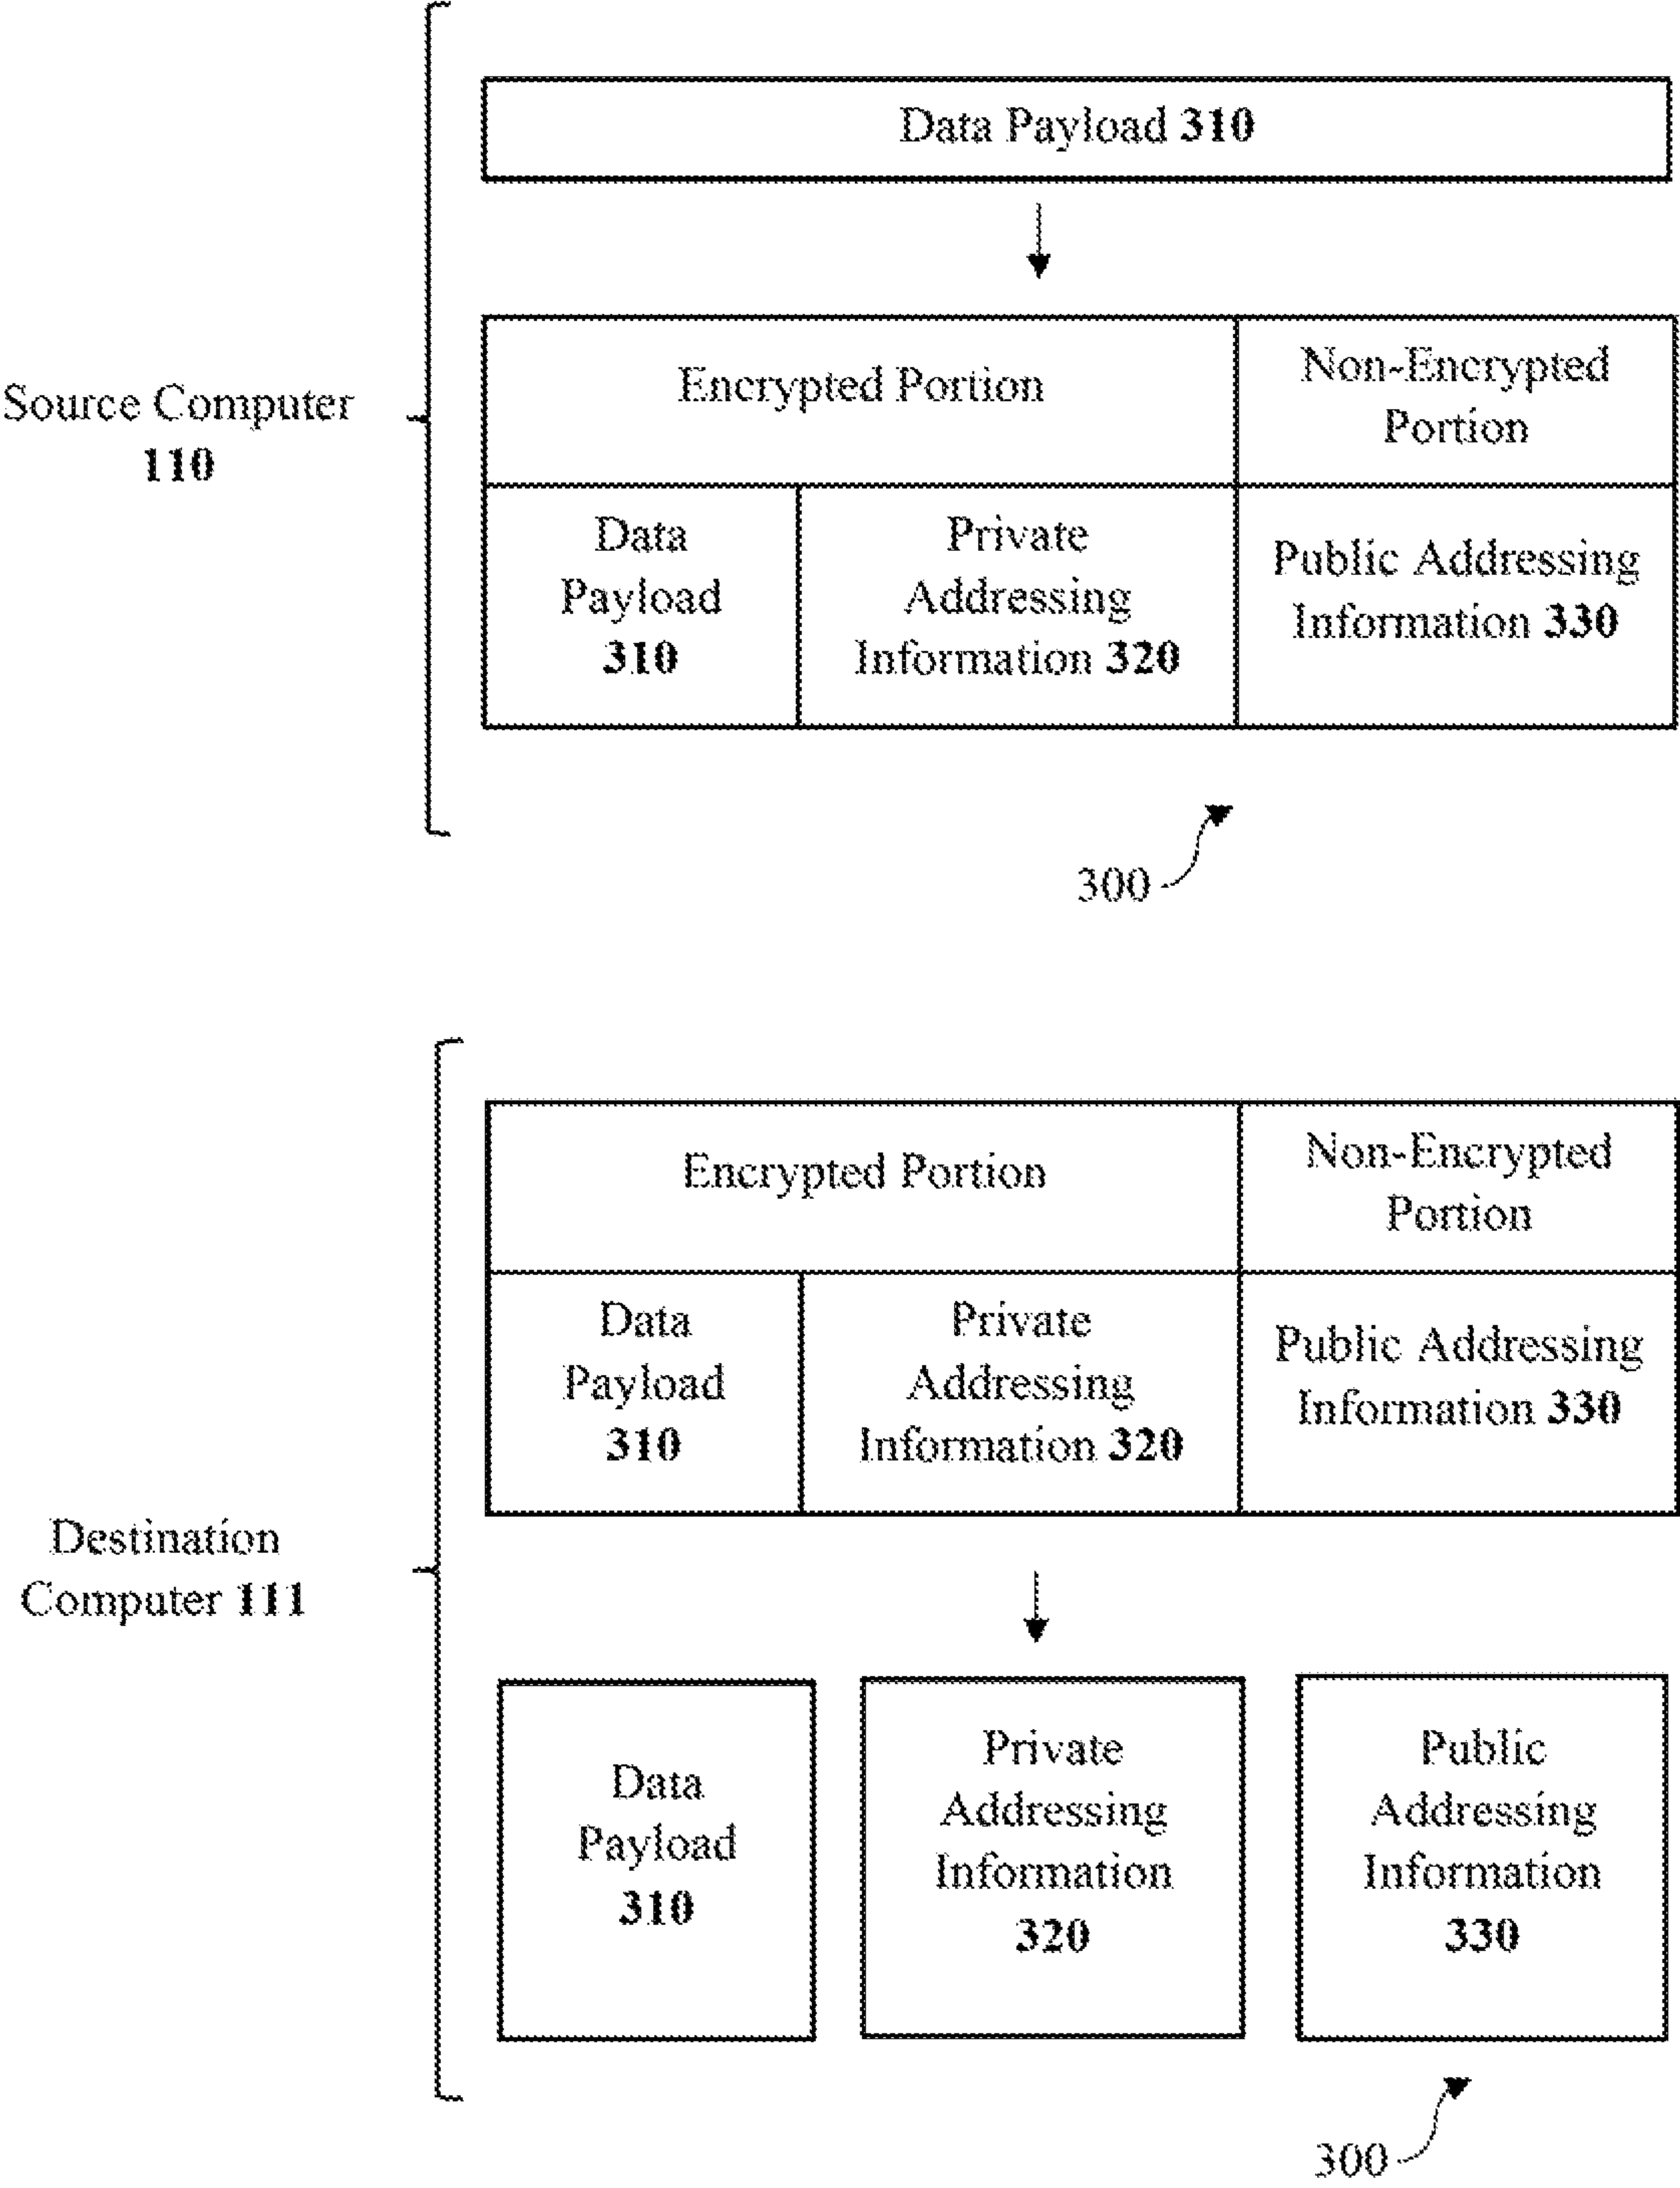 Data Payload 310
Source Computer
110
Encrypted Portion
Non-Encrypted
Portion
Data
Payload
310
Private
Addressing
Information 320
Public Addressing
Information 330
300
Destination
Computer 111
Encrypted Portion
Non-Encrypted
Portion
Data
Payload
310
Private
Addressing
Information 320
Public Addressing
Information 330
Data
Payload
310
Private
Addressing
Information
320
Public
Addressing
Information
330
300